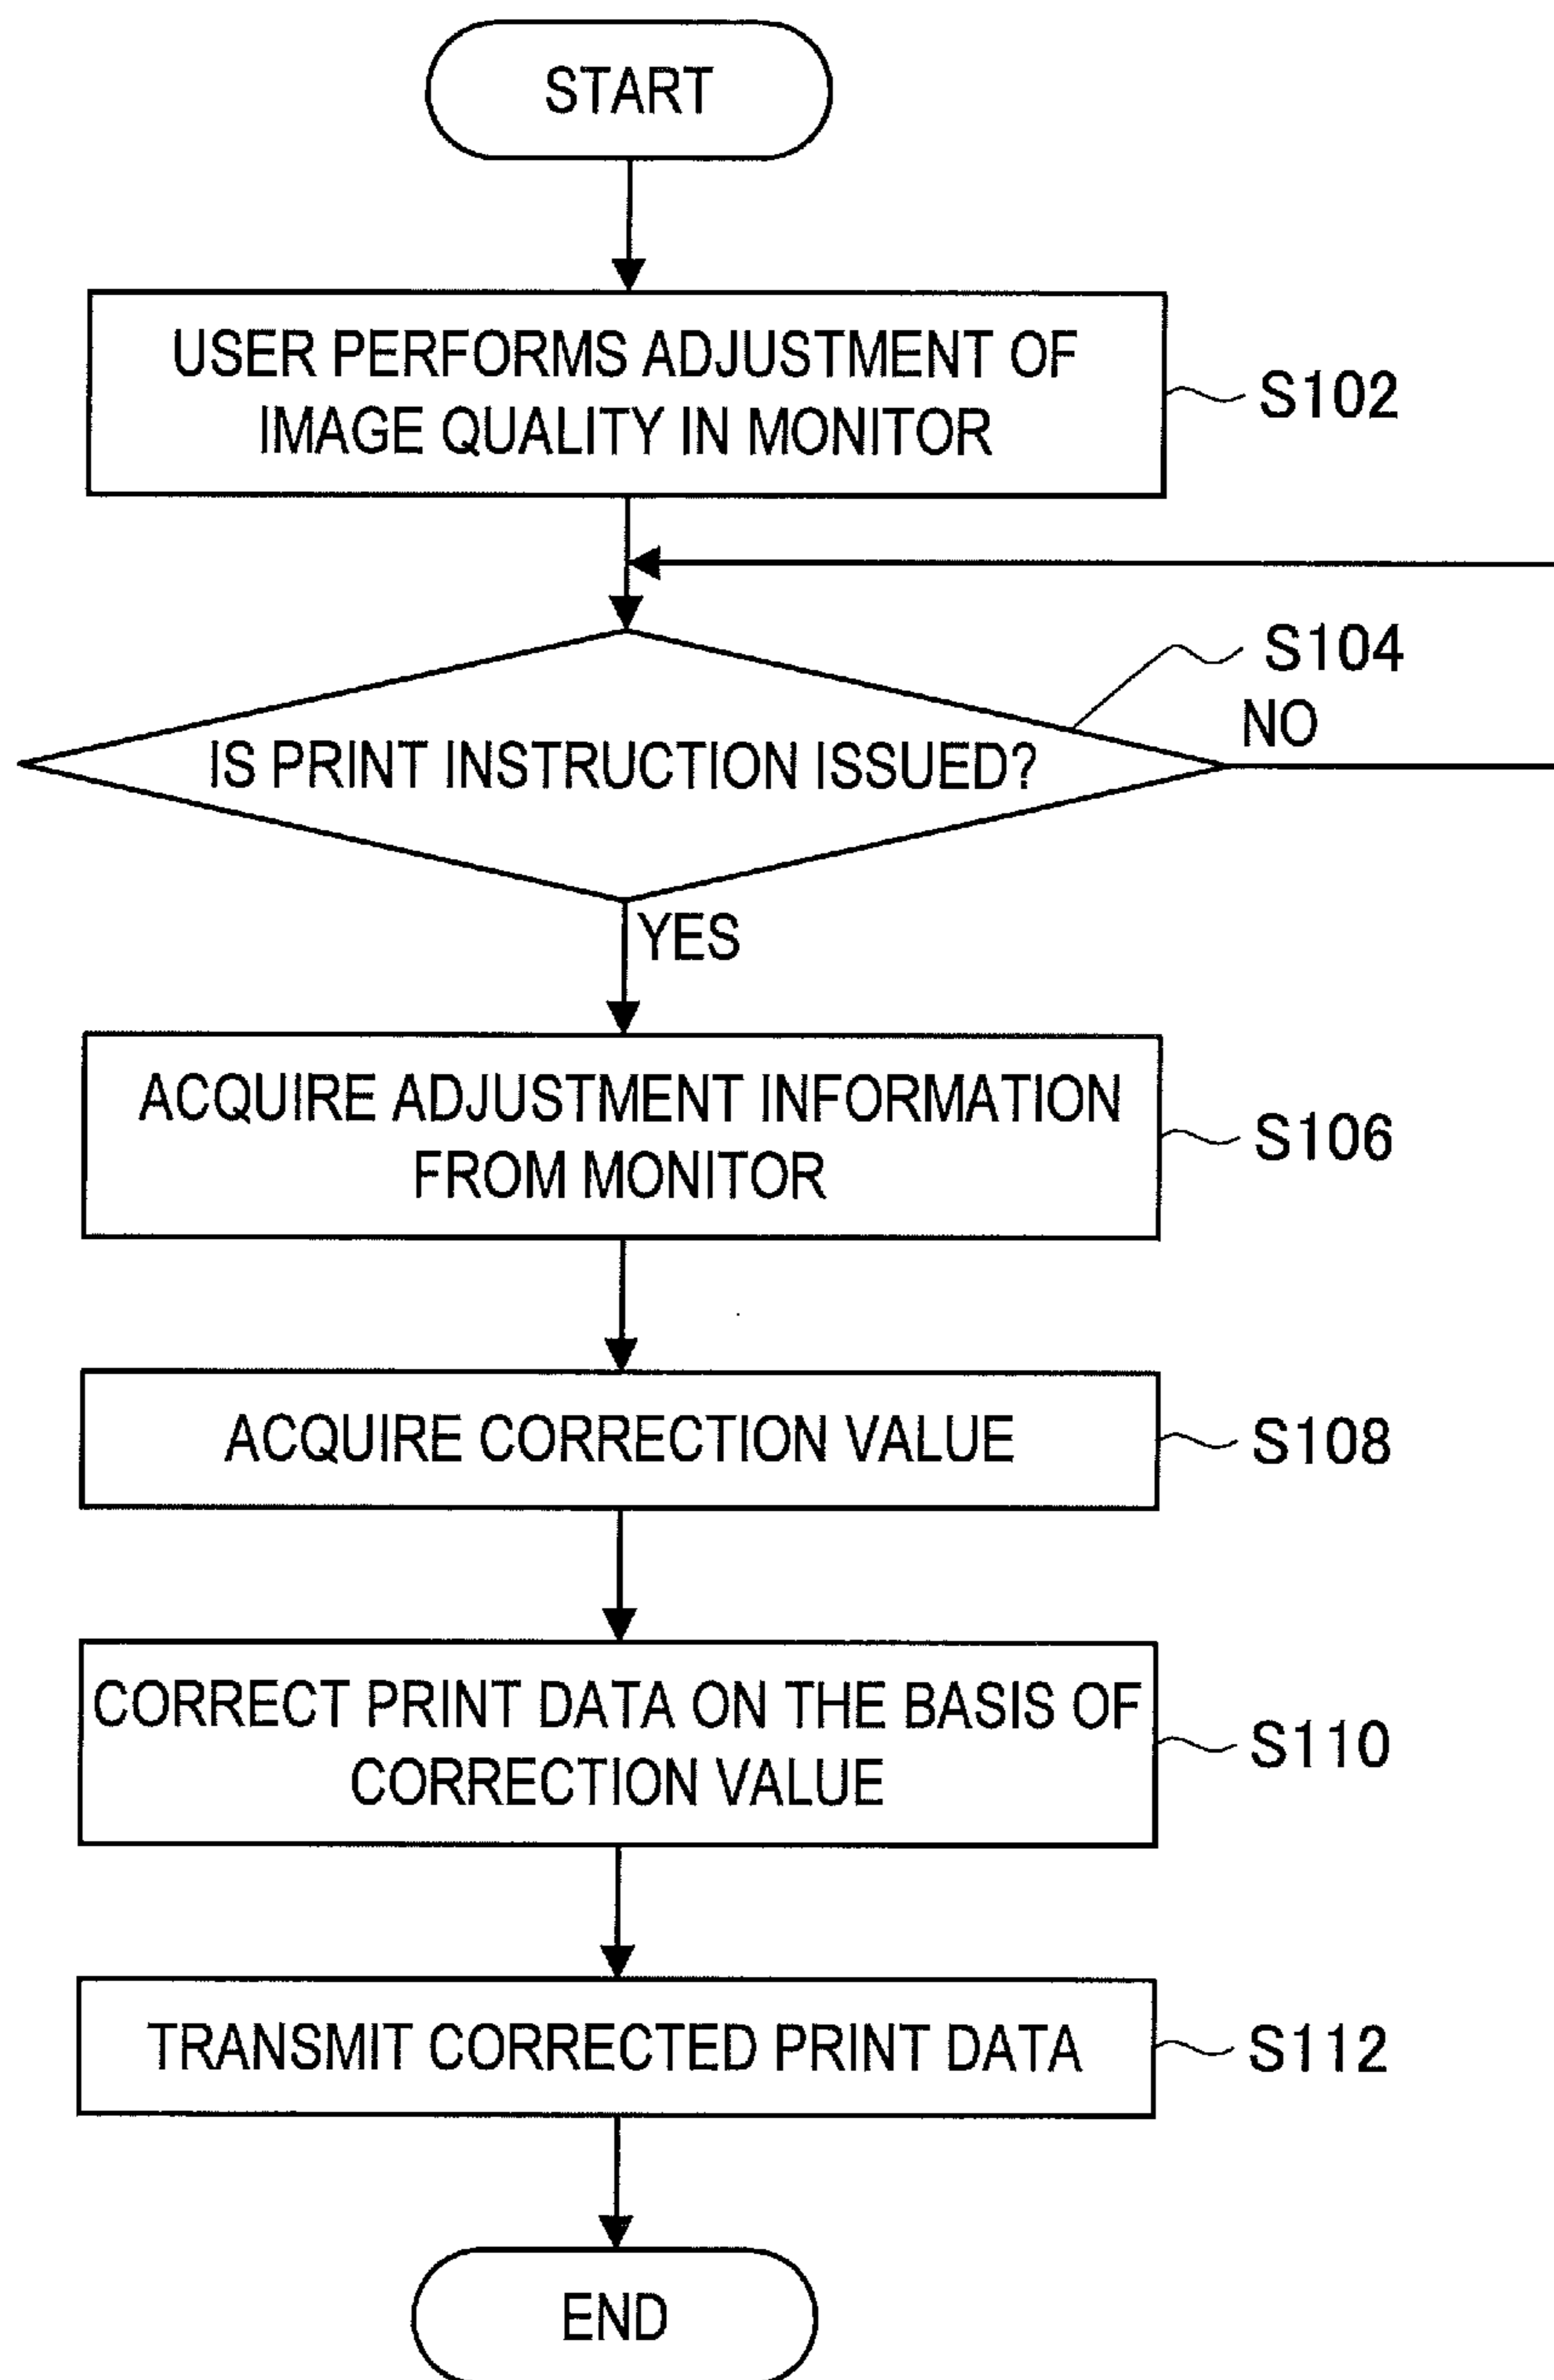 START
USER PERFORMS ADJUSTMENT OF
IMAGE QUALITY IN MONITOR
S102
S104
NO
IS PRINT INSTRUCTION ISSUED?
YES
ACQUIRE ADJUSTMENT INFORMATION
FROM MONITOR
S106
ACQUIRE CORRECTION VALUE
S108
CORRECT PRINT DATA ON THE BASIS OF
CORRECTION VALUE
S110
TRANSMIT CORRECTED PRINT DATA
S112
END